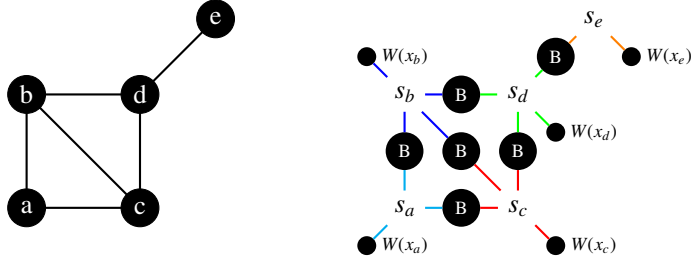 e
b
d
a
c
s_e
W(x_b)
B
W(x_e)
s_b
B
s_d
W(x_d)
B
B
B
s_a
B
s_c
W(x_a)
W(x_c)